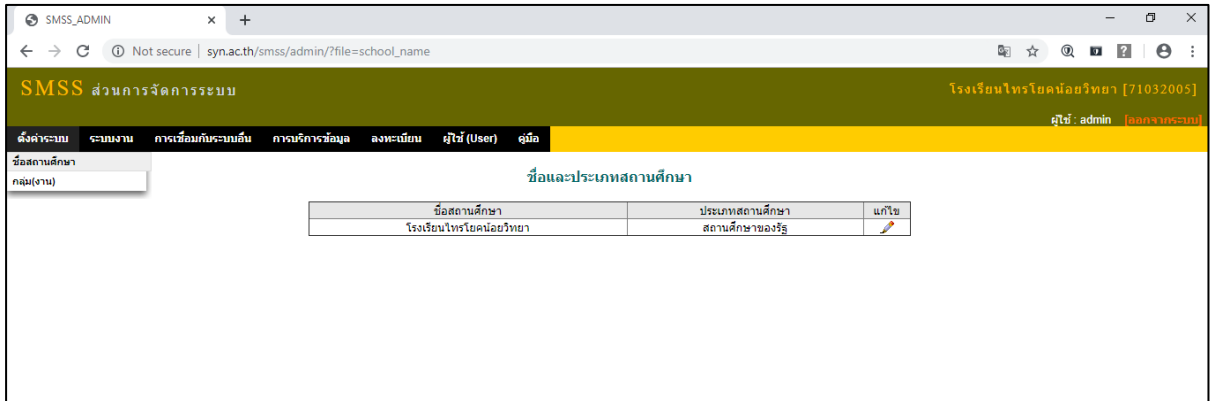 SMSS_ADMIN
Not secure | syn.ac.th/smss/admin/?file=school_name
SMSS ส่วนการจัดการระบบ
โรงเรียนไทรโยคน้อยวิทยา [71032005]
ผู้ใช้ : admin [ออกจากระบบ]
ตั้งค่าระบบ ระบบงาน การเชื่อมกับระบบอื่น การบริการข้อมูล ลงทะเบียน ผู้ใช้ (User) คู่มือ
ชื่อสถานศึกษา
กลุ่ม(งาน)
ชื่อและประเภทสถานศึกษา
ชื่อสถานศึกษา ประเภทสถานศึกษา แก้ไข
โรงเรียนไทรโยคน้อยวิทยา สถานศึกษาของรัฐ